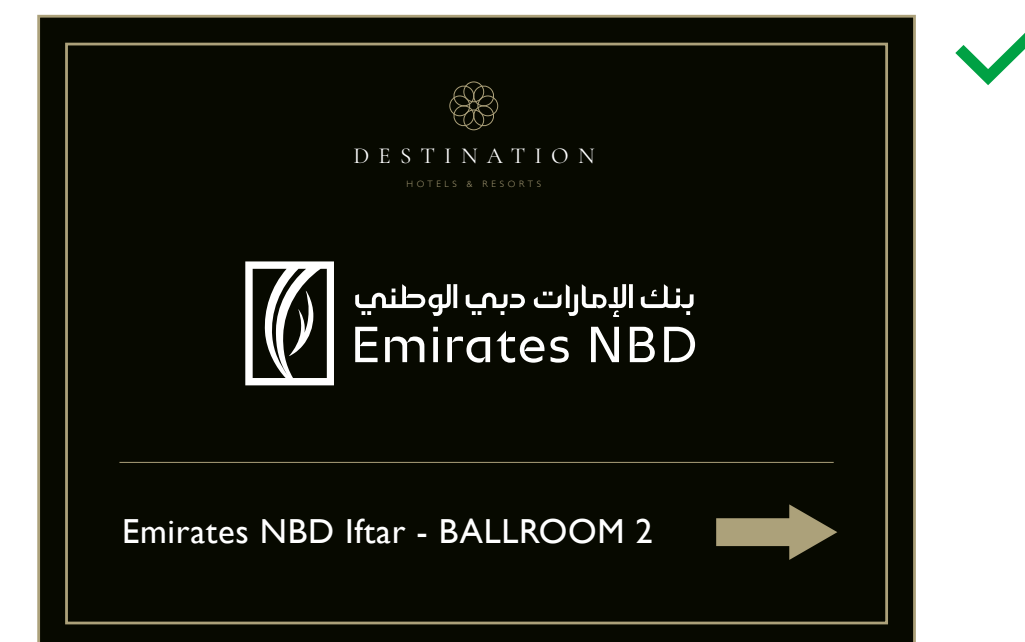 DESTINATION
HOTELS & RESORTS
بنك الإمارات دبي الوطني
Emirates NBD
Emirates NBD Iftar - BALLROOM 2